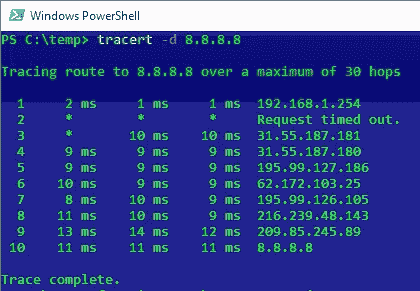 Windows PowerShell
PS C:\temp> tracert -d 8.8.8.8
Tracing route to 8.8.8.8 over a maximum of 30 hops
1 2 ms 1 ms 1 ms 192.168.1.254
2 * * * Request timed out.
3 * 10 ms 10 ms 31.55.187.181
4 9 ms 9 ms 9 ms 31.55.187.180
5 9 ms 9 ms 9 ms 195.99.127.186
6 10 ms 9 ms 9 ms 62.172.103.25
7 8 ms 10 ms 9 ms 195.99.126.105
8 11 ms 10 ms 9 ms 216.239.48.143
9 13 ms 14 ms 12 ms 209.85.245.89
10 11 ms 11 ms 11 ms 8.8.8.8
Trace complete.